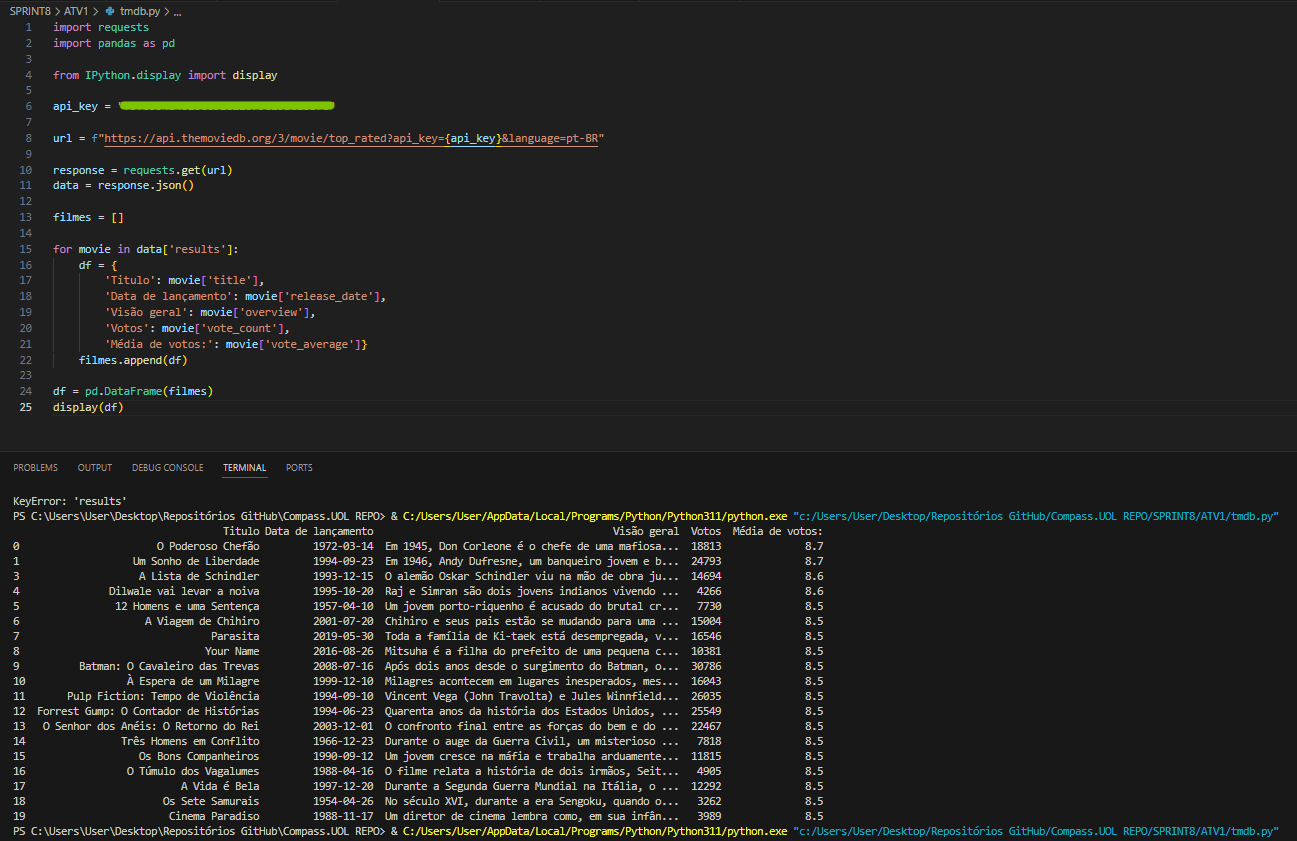 SPRINT8 > ATV1 > tmdb.py > ...
1 import requests
2 import pandas as pd
3
4 from IPython.display import display
5
6 api_key =
7
8 url = f"https://api.themoviedb.org/3/movie/top_rated?api_key={api_key}&language=pt-BR"
9
10 response = requests.get(url)
11 data = response.json()
12
13 filmes = []
14
15 for movie in data['results']:
16 df = {
17 'Titulo': movie['title'],
18 'Data de lançamento': movie['release_date'],
19 'Visão geral': movie['overview'],
20 'Votos': movie['vote_count'],
21 'Média de votos:': movie['vote_average']}
22 filmes.append(df)
23
24 df = pd.DataFrame(filmes)
25 display(df)
PROBLEMS OUTPUT DEBUG CONSOLE TERMINAL PORTS
KeyError: 'results'
PS C:\Users\User\Desktop\Repositórios GitHub\Compass.UOL REPO> & C:/Users/User/AppData/Local/Programs/Python/Python311/python.exe "c:/Users/User/Desktop/Repositórios GitHub/Compass.UOL REPO/SPRINT8/ATV1/tmdb.py"
Titulo Data de lançamento Visão geral Votos Média de votos:
0 O Poderoso Chefão 1972-03-14 Em 1945, Don Corleone é o chefe de uma mafiosa... 18813 8.7
1 Um Sonho de Liberdade 1994-09-23 Em 1946, Andy Dufresne, um banqueiro jovem e b... 24793 8.7
3 A Lista de Schindler 1993-12-15 O alemão Oskar Schindler viu na mão de obra ju... 14694 8.6
4 Dilwale vai levar a noiva 1995-10-20 Raj e Simran são dois jovens indianos vivendo ... 4266 8.6
5 12 Homens e uma Sentença 1957-04-10 Um jovem porto-riquenho é acusado do brutal cr... 7730 8.5
6 A Viagem de Chihiro 2001-07-20 Chihiro e seus pais estão se mudando para uma ... 15004 8.5
7 Parasita 2019-05-30 Toda a família de Ki-taek está desempregada, v... 16546 8.5
8 Your Name 2016-08-26 Mitsuha é a filha do prefeito de uma pequena c... 10381 8.5
9 Batman: O Cavaleiro das Trevas 2008-07-16 Após dois anos desde o surgimento do Batman, o... 30786 8.5
10 À Espera de um Milagre 1999-12-10 Milagres acontecem em lugares inesperados, mes... 16043 8.5
11 Pulp Fiction: Tempo de Violência 1994-09-10 Vincent Vega (John Travolta) e Jules Winnfield... 26035 8.5
12 Forrest Gump: O Contador de Histórias 1994-06-23 Quarenta anos da história dos Estados Unidos, ... 25549 8.5
13 O Senhor dos Anéis: O Retorno do Rei 2003-12-01 O confronto final entre as forças do bem e do ... 22467 8.5
14 Três Homens em Conflito 1966-12-23 Durante o auge da Guerra Civil, um misterioso ... 7818 8.5
15 Os Bons Companheiros 1990-09-12 Um jovem cresce na máfia e trabalha arduamente... 11815 8.5
16 O Túmulo dos Vagalumes 1988-04-16 O filme relata a história de dois irmãos, Seit... 4905 8.5
17 A Vida é Bela 1997-12-20 Durante a Segunda Guerra Mundial na Itália, o ... 12292 8.5
18 Os Sete Samurais 1954-04-26 No século XVI, durante a era Sengoku, quando o... 3262 8.5
19 Cinema Paradiso 1988-11-17 Um diretor de cinema lembra como, em sua infân... 3989 8.5
PS C:\Users\User\Desktop\Repositórios GitHub\Compass.UOL REPO> & C:/Users/User/AppData/Local/Programs/Python/Python311/python.exe "c:/Users/User/Desktop/Repositórios GitHub/Compass.UOL REPO/SPRINT8/ATV1/tmdb.py"